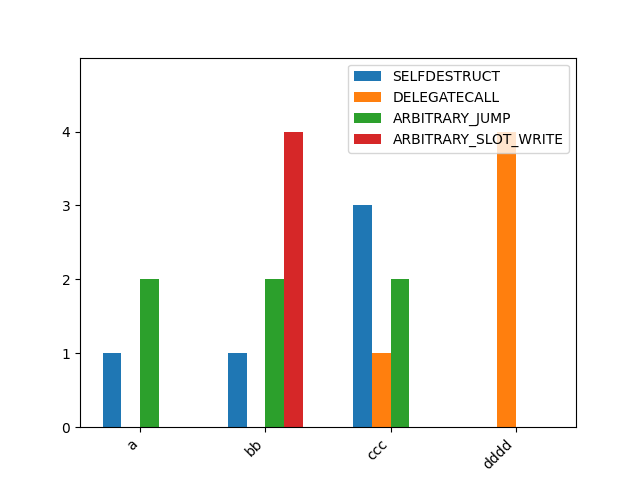 SELFDESTRUCT
DELEGATECALL
ARBITRARY_JUMP
ARBITRARY_SLOT_WRITE
4
3
2
1
0
a
bb
ccc
dddd